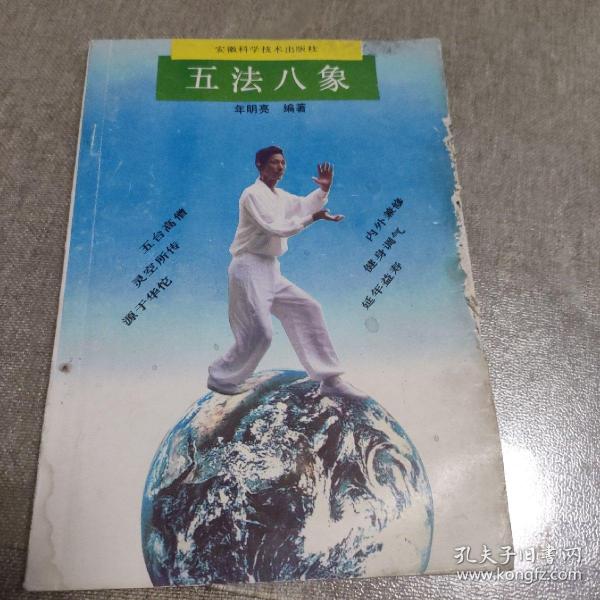 安徽科学技术出版社
五法八象
年明亮 编著
五台高僧
灵空所传
源于华佗
内外兼修
健身调气
延年益寿
孔夫子旧书网
www.kongfz.com